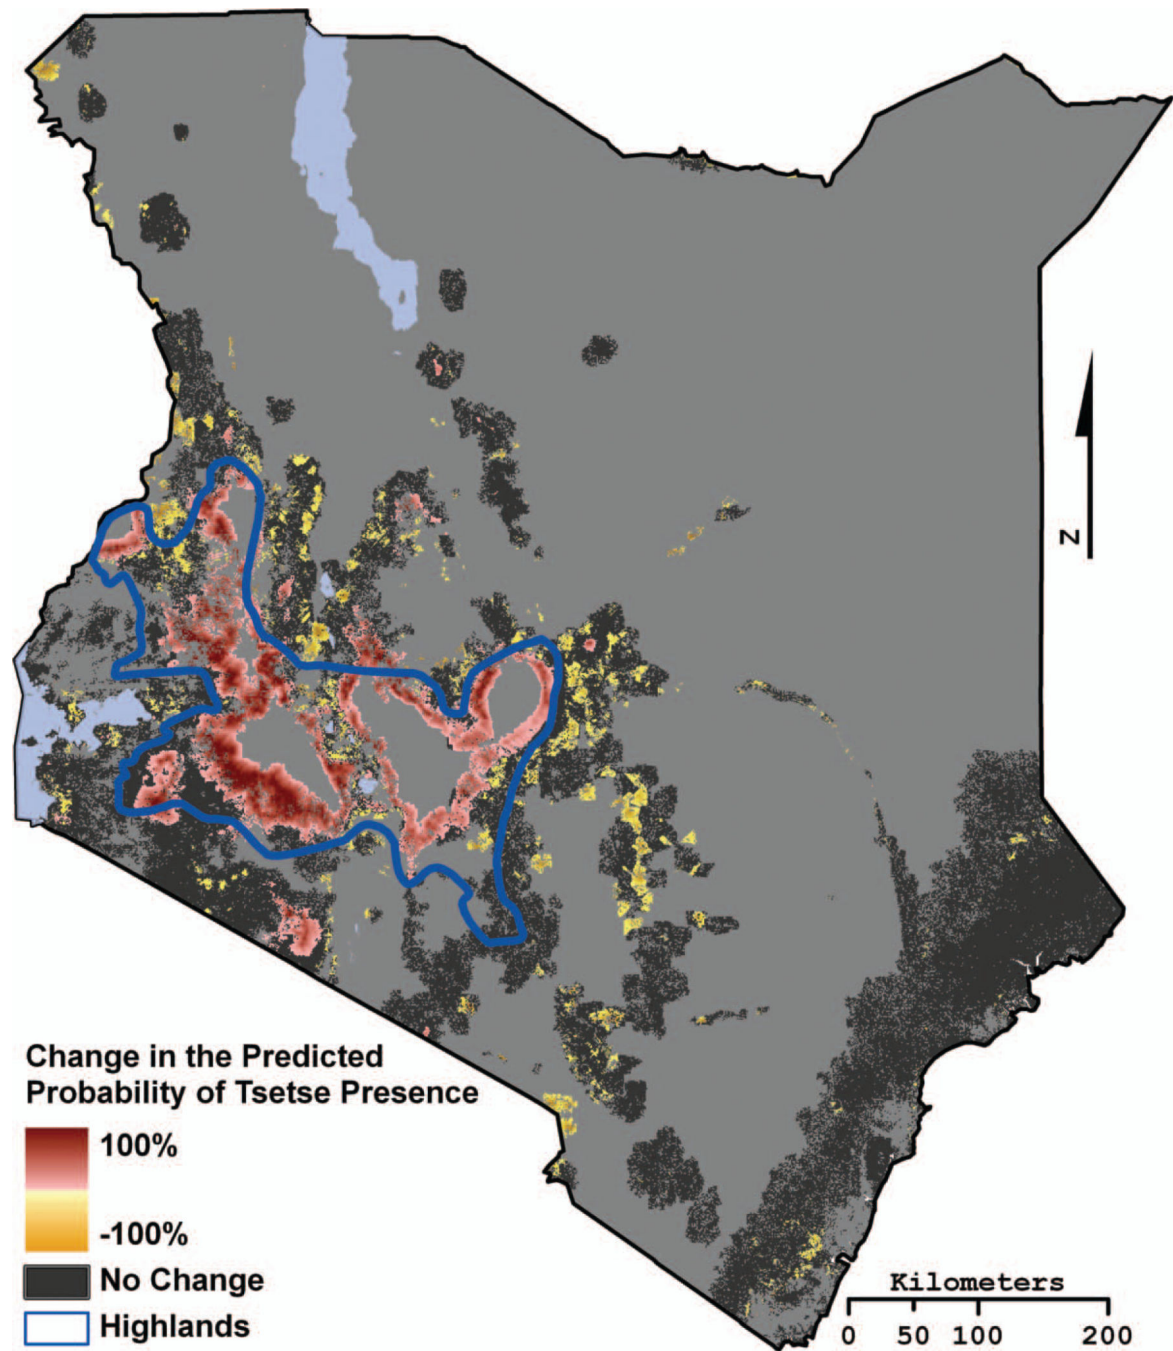 N
Change in the Predicted
Probability of Tsetse Presence
100%
-100%
No Change
Highlands
Kilometers
0 50 100 200